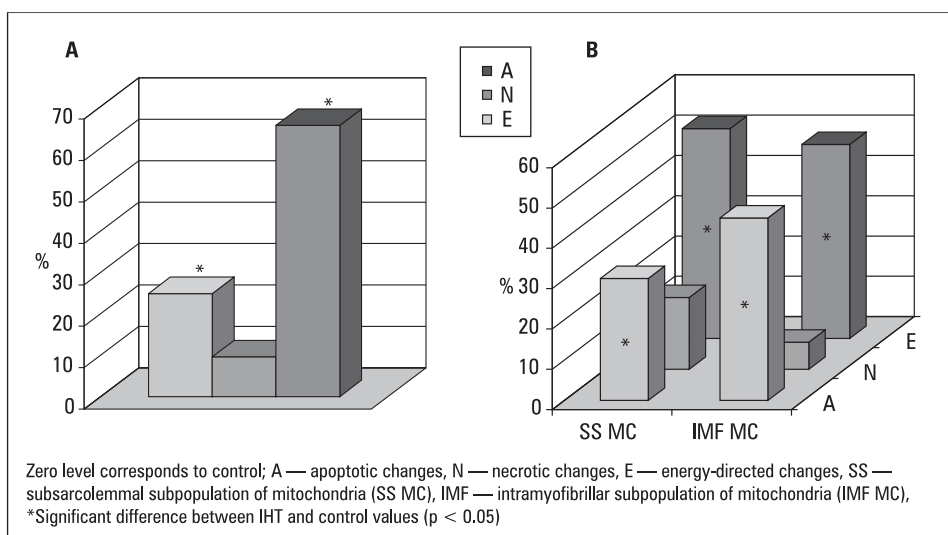 A
B
A
N
E
70
60
50
40
%
30
20
10
0
*
*
60
50
40
% 30
20
10
0
*
*
*
*
E
N
A
SS MC IMF MC
Zero level corresponds to control; A — apoptotic changes, N — necrotic changes, E — energy-directed changes, SS —
subsarcolemmal subpopulation of mitochondria (SS MC), IMF — intramyofibrillar subpopulation of mitochondria (IMF MC),
*Significant difference between IHT and control values (p < 0.05)